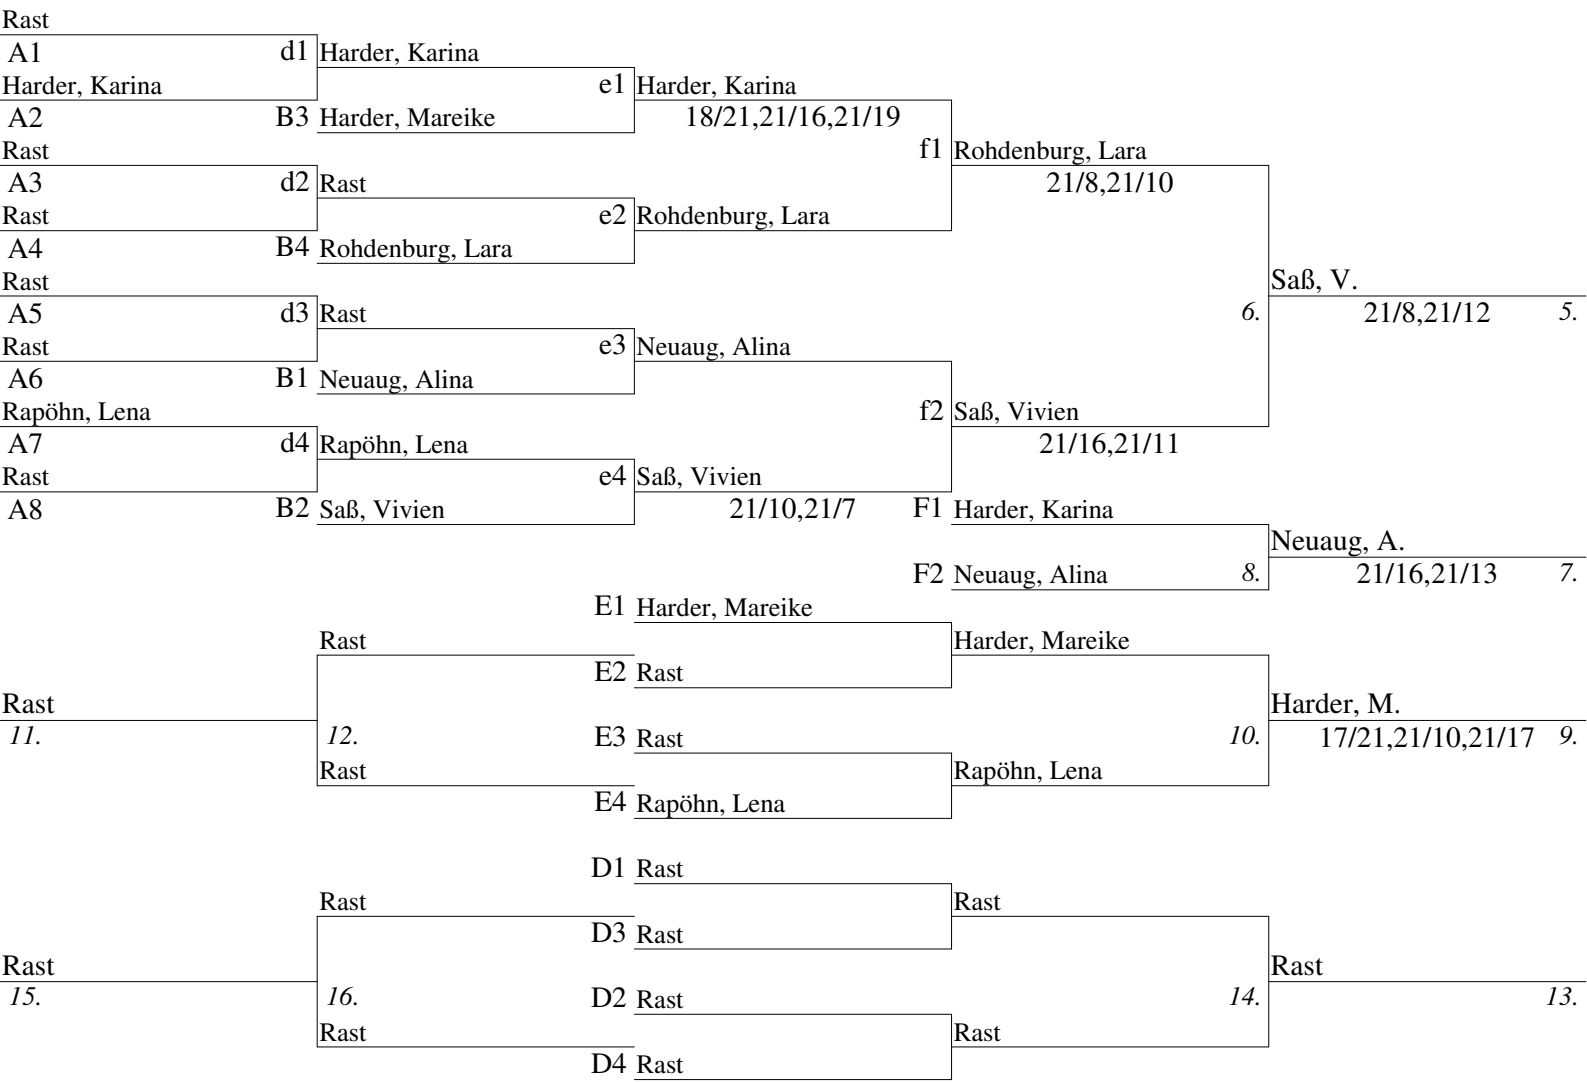 Rast
A1 d1 Harder, Karina
Harder, Karina e1 Harder, Karina
A2 B3 Harder, Mareike 18/21,21/16,21/19
Rast f1 Rohdenburg, Lara
A3 d2 Rast 21/8,21/10
Rast e2 Rohdenburg, Lara
A4 B4 Rohdenburg, Lara
Rast Saß, V.
A5 d3 Rast 6. 21/8,21/12 5.
Rast e3 Neuaug, Alina
A6 B1 Neuaug, Alina
Rapöhn, Lena f2 Saß, Vivien
A7 d4 Rapöhn, Lena 21/16,21/11
Rast e4 Saß, Vivien
A8 B2 Saß, Vivien 21/10,21/7 F1 Harder, Karina
Neuaug, A.
F2 Neuaug, Alina 8. 21/16,21/13 7.
E1 Harder, Mareike
Rast Harder, Mareike
E2 Rast
Rast Harder, M.
11. 12. E3 Rast 10. 17/21,21/10,21/17 9.
Rast Rapöhn, Lena
E4 Rapöhn, Lena
D1 Rast
Rast Rast
D3 Rast
Rast Rast
15. 16. D2 Rast 14. 13.
Rast Rast
D4 Rast